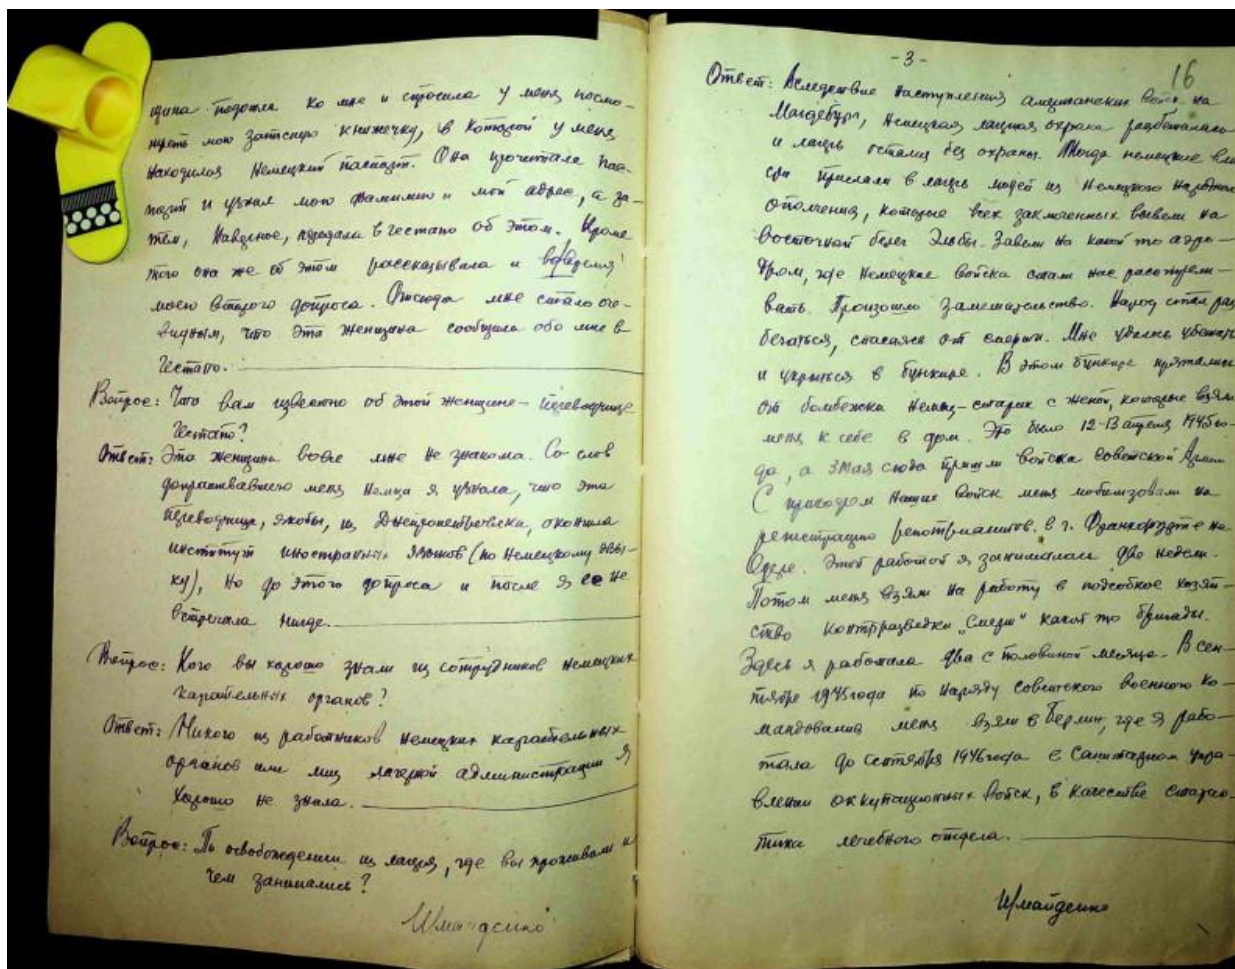 щина подошла ко мне и спросила у меня посмо-
треть мою записную книжечку, в которой у меня
находился немецкий паспорт. Она прочитала пас-
порт и узнала мою фамилию и мой адрес, а за-
тем, наверное, передала в гестапо об этом. Кроме
того она же об этом рассказывала и во время
моего второго допроса. Отсюда мне стало оче-
видным, что эта женщина сообщила обо мне в
гестапо.
Вопрос: Что вам известно об этой женщине - переводчице
гестапо?
Ответ: Эта женщина вовсе мне не знакома. Со слов
допрашивавшего меня немца я узнала, что эта
переводчица, якобы, из Днепропетровска, окончила
институт иностранных языков (по немецкому язы-
ку), но до этого допроса и после я ее не
встречала нигде.
Вопрос: Кого вы хорошо знали из сотрудников немецких
карательных органов?
Ответ: Никого из работников немецких карательных
органов или лиц лагерной администрации я
хорошо не знала.
Вопрос: По освобождении из лагеря, где вы проживали и
чем занимались?
-3-
16
Ответ: Вследствие наступления американских войск на
Магдебург, немецкая охрана разбежалась
и лагерь остался без охраны. Тогда немецкие вла-
сти прислали в лагерь людей из немецкого народного
ополчения, которые всех заключенных вывели на
восточной берег Эльбы. Завели на какой то аэро-
дром, где немецкие войска стали нас расстрели-
вать. Произошло замешательство. Народ стал раз
бегаться, спасаясь от смерти. Мне удалось убежать
и укрыться в бункере. В этом бункере прятались
от бомбежки немец-старик с женой, которые взяли
меня к себе в дом. Это было 12-13 апреля 1945 го-
да, а 3 мая сюда пришли войска Советской Армии
С приходом наших войск меня мобилизовали на
регистрацию репатриантов в г. Франкфурте на
Одере. Этой работой я занималась две недели.
Потом меня взяли на работу в подсобное хозяй-
ство контрразведки "Смерш" какой то бригады.
Здесь я работала два с половиной месяца. В сен-
тябре 1945 года по наряду советского военного ко-
мандования меня взяли в Берлин, где я рабо-
тала до сентября 1946 года в Санитарном упра-
влении оккупационных войск, в качестве статис-
тика лечебного отдела.